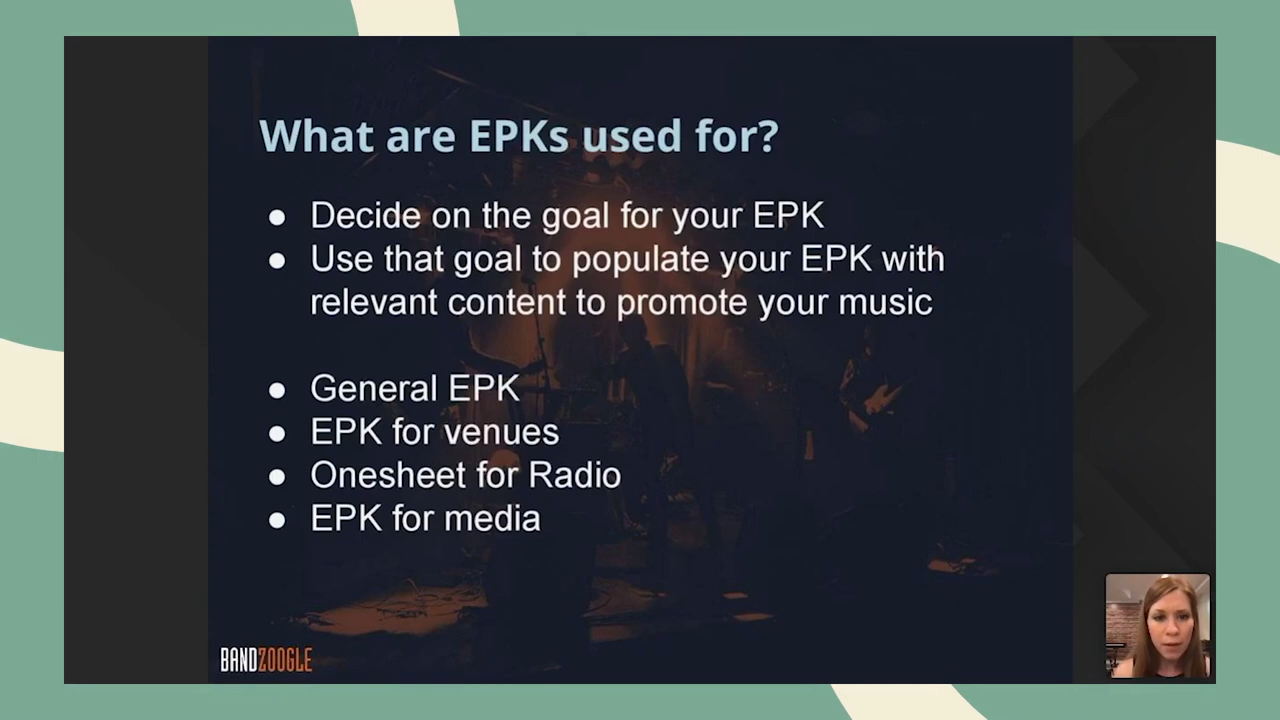 What are EPKs used for?
● Decide on the goal for your EPK
● Use that goal to populate your EPK with
relevant content to promote your music
● General EPK
● EPK for venues
● Onesheet for Radio
● EPK for media
BANDZOOGLE